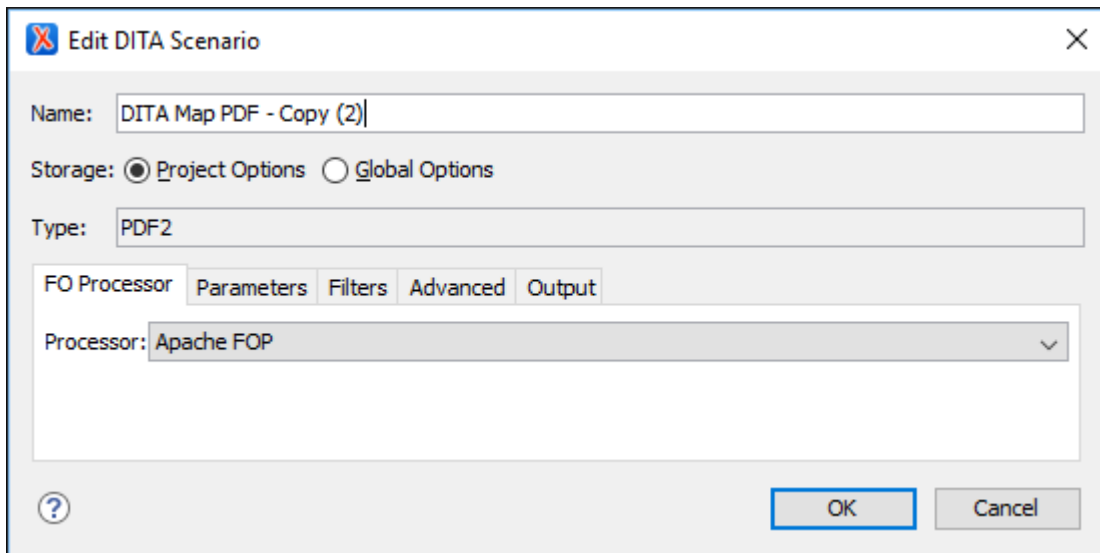 Edit DITA Scenario
Name: DITA Map PDF - Copy (2)
Storage: Project Options Global Options
Type: PDF2
FO Processor Parameters Filters Advanced Output
Processor: Apache FOP
? OK Cancel